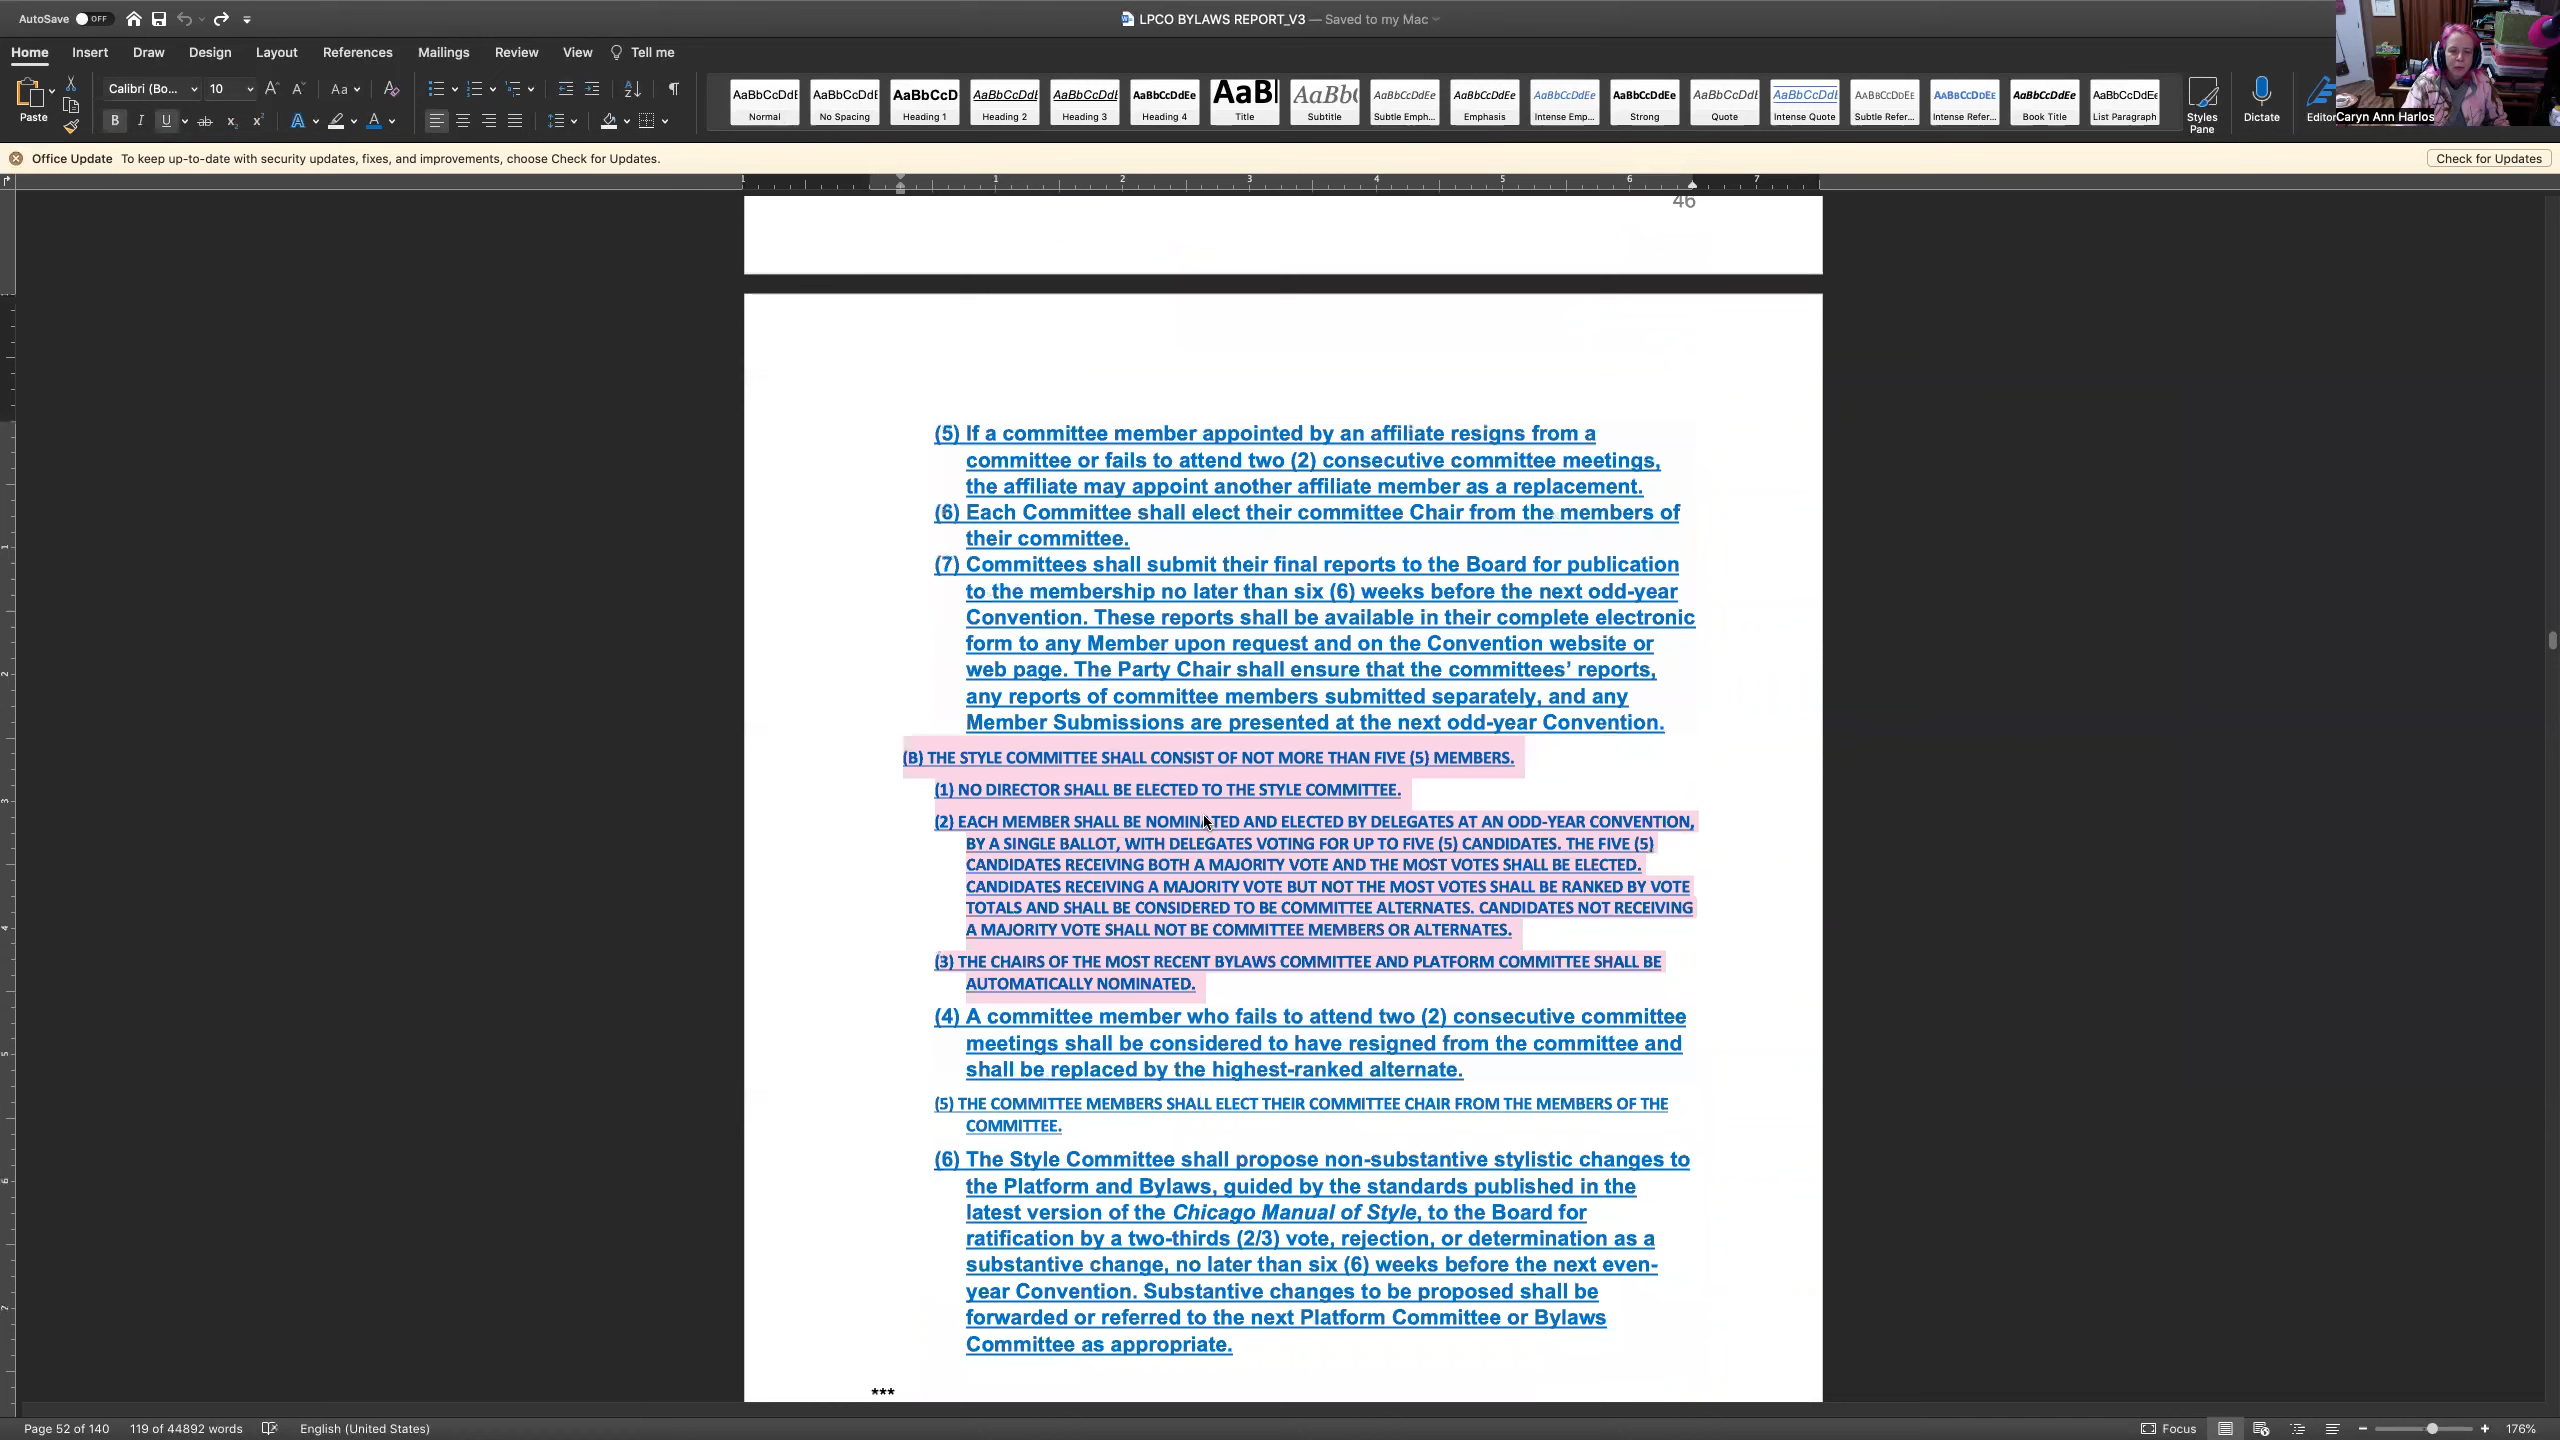 AutoSave OFF
LPCO BYLAWS REPORT_V3 — Saved to my Mac
Home Insert Draw Design Layout References Mailings Review View Tell me
Paste
Calibri (Bo... 10
AaBbCcDdE Normal
AaBbCcDdE No Spacing
AaBbCcD Heading 1
AaBbCcDdE Heading 2
AaBbCcDdE Heading 3
AaBbCcDdEe Heading 4
AaB Title
AaBb Subtitle
AaBbCcDdEe Subtle Emph...
AaBbCcDdEe Emphasis
AaBbCcDdEe Intense Emp...
AaBbCcDdEe Strong
AaBbCcDdE Quote
AaBbCcDdE Intense Quote
AaBbCcDdEe Subtle Refer...
AaBbCcDdEe Intense Refer...
AaBbCcDdEe Book Title
AaBbCcDdEe List Paragraph
Styles Pane
Dictate
Editor
Caryn Ann Harlos
Office Update To keep up-to-date with security updates, fixes, and improvements, choose Check for Updates.
Check for Updates
1 1 2 3 4 5 6 7
46
(5) If a committee member appointed by an affiliate resigns from a
committee or fails to attend two (2) consecutive committee meetings,
the affiliate may appoint another affiliate member as a replacement.
(6) Each Committee shall elect their committee Chair from the members of
their committee.
(7) Committees shall submit their final reports to the Board for publication
to the membership no later than six (6) weeks before the next odd-year
Convention. These reports shall be available in their complete electronic
form to any Member upon request and on the Convention website or
web page. The Party Chair shall ensure that the committees’ reports,
any reports of committee members submitted separately, and any
Member Submissions are presented at the next odd-year Convention.
(B) THE STYLE COMMITTEE SHALL CONSIST OF NOT MORE THAN FIVE (5) MEMBERS.
(1) NO DIRECTOR SHALL BE ELECTED TO THE STYLE COMMITTEE.
(2) EACH MEMBER SHALL BE NOMINATED AND ELECTED BY DELEGATES AT AN ODD-YEAR CONVENTION,
BY A SINGLE BALLOT, WITH DELEGATES VOTING FOR UP TO FIVE (5) CANDIDATES. THE FIVE (5)
CANDIDATES RECEIVING BOTH A MAJORITY VOTE AND THE MOST VOTES SHALL BE ELECTED.
CANDIDATES RECEIVING A MAJORITY VOTE BUT NOT THE MOST VOTES SHALL BE RANKED BY VOTE
TOTALS AND SHALL BE CONSIDERED TO BE COMMITTEE ALTERNATES. CANDIDATES NOT RECEIVING
A MAJORITY VOTE SHALL NOT BE COMMITTEE MEMBERS OR ALTERNATES.
(3) THE CHAIRS OF THE MOST RECENT BYLAWS COMMITTEE AND PLATFORM COMMITTEE SHALL BE
AUTOMATICALLY NOMINATED.
(4) A committee member who fails to attend two (2) consecutive committee
meetings shall be considered to have resigned from the committee and
shall be replaced by the highest-ranked alternate.
(5) THE COMMITTEE MEMBERS SHALL ELECT THEIR COMMITTEE CHAIR FROM THE MEMBERS OF THE
COMMITTEE.
(6) The Style Committee shall propose non-substantive stylistic changes to
the Platform and Bylaws, guided by the standards published in the
latest version of the Chicago Manual of Style, to the Board for
ratification by a two-thirds (2/3) vote, rejection, or determination as a
substantive change, no later than six (6) weeks before the next even-
year Convention. Substantive changes to be proposed shall be
forwarded or referred to the next Platform Committee or Bylaws
Committee as appropriate.
***
Page 52 of 140 119 of 44892 words English (United States) Focus 176%